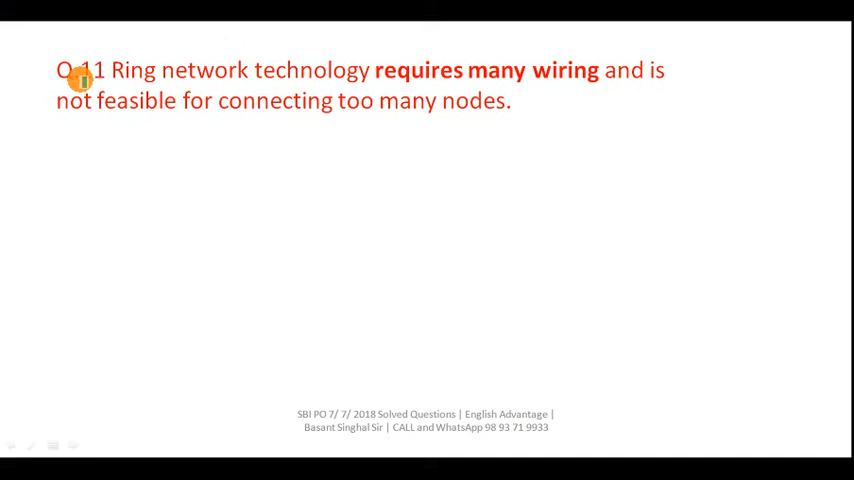 Q.11 Ring network technology requires many wiring and is
not feasible for connecting too many nodes.
SBI PO 7/ 7/ 2018 Solved Questions | English Advantage |
Basant Singhal Sir | CALL and WhatsApp 98 93 71 9933